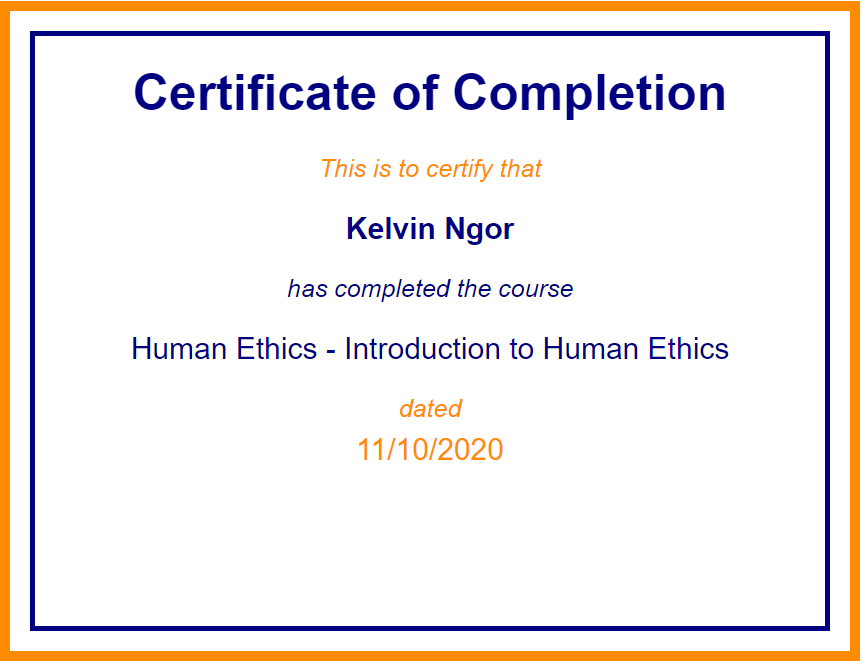 Certificate of Completion
This is to certify that
Kelvin Ngor
has completed the course
Human Ethics - Introduction to Human Ethics
dated
11/10/2020